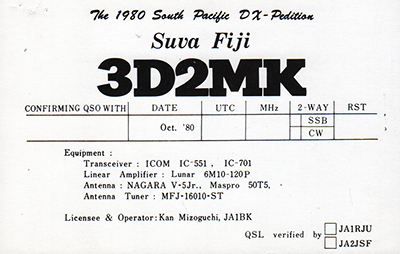 The 1980 South Pacific DX-Pedition
Suva Fiji
3D2MK
CONFIRMING QSO WITH DATE UTC MHz 2-WAY RST
Oct. '80 SSB
CW
Equipment :
Transceiver : ICOM IC-551 , IC-701
Linear Amplifier : Lunar 6M10-120P
Antenna : NAGARA V-5Jr., Maspro 50T5,
Antenna Tuner : MFJ-16010-ST
Licensee & Operator:Kan Mizoguchi, JA1BK
QSL verified by JA1RJU
JA2JSF